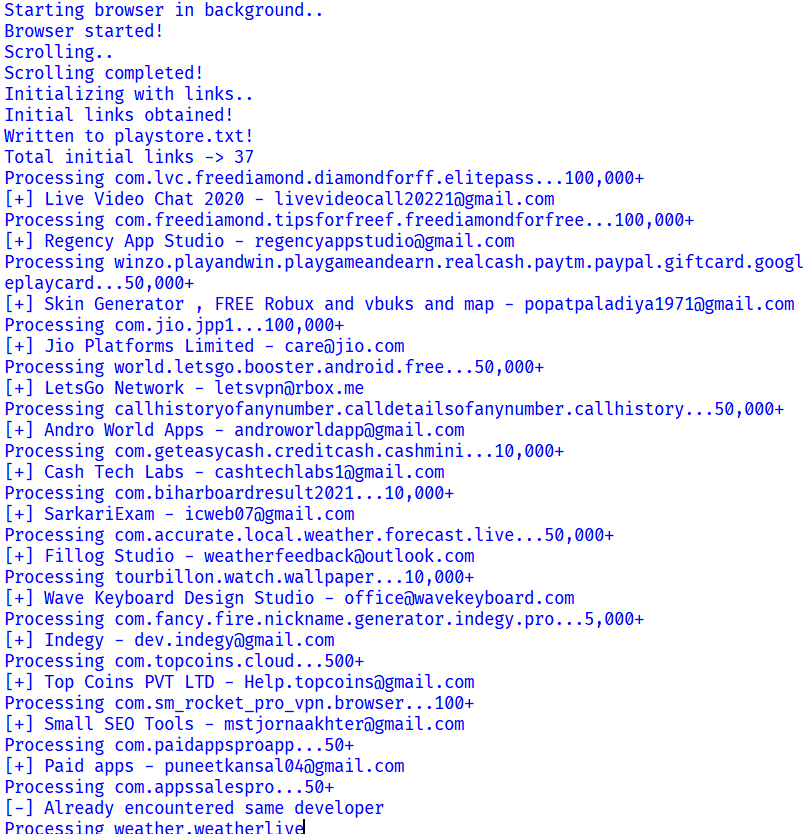 Starting browser in background..
Browser started!
Scrolling..
Scrolling completed!
Initializing with links..
Initial links obtained!
Written to playstore.txt!
Total initial links -> 37
Processing com.lvc.freediamond.diamondforff.elitepass...100,000+
[+] Live Video Chat 2020 - livevideocall20221@gmail.com
Processing com.freediamond.tipsforfreef.freediamondforfree...100,000+
[+] Regency App Studio - regencyappstudio@gmail.com
Processing winzo.playandwin.playgameandearn.realcash.paytm.paypal.giftcard.googl
eplaycard...50,000+
[+] Skin Generator , FREE Robux and vbuks and map - popatpaladiya1971@gmail.com
Processing com.jio.jpp1...100,000+
[+] Jio Platforms Limited - care@jio.com
Processing world.letsgo.booster.android.free...50,000+
[+] LetsGo Network - letsvpn@rbox.me
Processing callhistoryofanynumber.calldetailsofanynumber.callhistory...50,000+
[+] Andro World Apps - androworldapp@gmail.com
Processing com.geteasycash.creditcash.cashmini...10,000+
[+] Cash Tech Labs - cashtechlabs1@gmail.com
Processing com.biharboardresult2021...10,000+
[+] SarkariExam - icweb07@gmail.com
Processing com.accurate.local.weather.forecast.live...50,000+
[+] Fillog Studio - weatherfeedback@outlook.com
Processing tourbillon.watch.wallpaper...10,000+
[+] Wave Keyboard Design Studio - office@wavekeyboard.com
Processing com.fancy.fire.nickname.generator.indegy.pro...5,000+
[+] Indegy - dev.indegy@gmail.com
Processing com.topcoins.cloud...500+
[+] Top Coins PVT LTD - Help.topcoins@gmail.com
Processing com.sm_rocket_pro_vpn.browser...100+
[+] Small SEO Tools - mstjornaakhter@gmail.com
Processing com.paidappsproapp...50+
[+] Paid apps - puneetkansal04@gmail.com
Processing com.appssalespro...50+
[-] Already encountered same developer
Processing weather.weatherlive